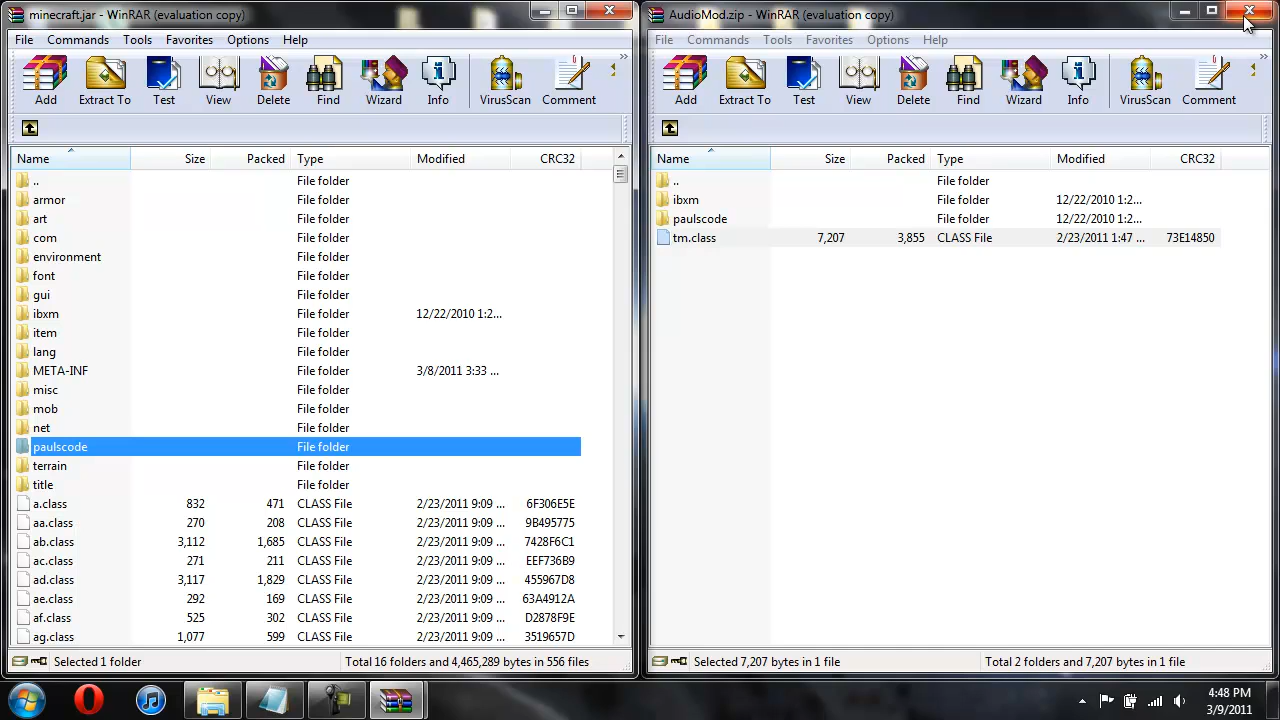 minecraft.jar - WinRAR (evaluation copy)
File Commands Tools Favorites Options Help
Add Extract To Test View Delete Find Wizard Info VirusScan Comment »
Name Size Packed Type Modified CRC32
.. File folder
armor File folder
art File folder
com File folder
environment File folder
font File folder
gui File folder
ibxm File folder 12/22/2010 1:2...
item File folder
lang File folder
META-INF File folder 3/8/2011 3:33 ...
misc File folder
mob File folder
net File folder
paulscode File folder
terrain File folder
title File folder
a.class 832 471 CLASS File 2/23/2011 9:09 ... 6F306E5E
aa.class 270 208 CLASS File 2/23/2011 9:09 ... 9B495775
ab.class 3,112 1,685 CLASS File 2/23/2011 9:09 ... 7428F6C1
ac.class 271 211 CLASS File 2/23/2011 9:09 ... EEF736B9
ad.class 3,117 1,829 CLASS File 2/23/2011 9:09 ... 455967D8
ae.class 292 169 CLASS File 2/23/2011 9:09 ... 63A4912A
af.class 525 302 CLASS File 2/23/2011 9:09 ... D2878F9E
ag.class 1,077 599 CLASS File 2/23/2011 9:09 ... 3519657D
Selected 1 folder Total 16 folders and 4,465,289 bytes in 556 files
AudioMod.zip - WinRAR (evaluation copy)
File Commands Tools Favorites Options Help
Add Extract To Test View Delete Find Wizard Info VirusScan Comment »
Name Size Packed Type Modified CRC32
.. File folder
ibxm File folder 12/22/2010 1:2...
paulscode File folder 12/22/2010 1:2...
tm.class 7,207 3,855 CLASS File 2/23/2011 1:47 ... 73E14850
Selected 7,207 bytes in 1 file Total 2 folders and 7,207 bytes in 1 file
4:48 PM
3/9/2011